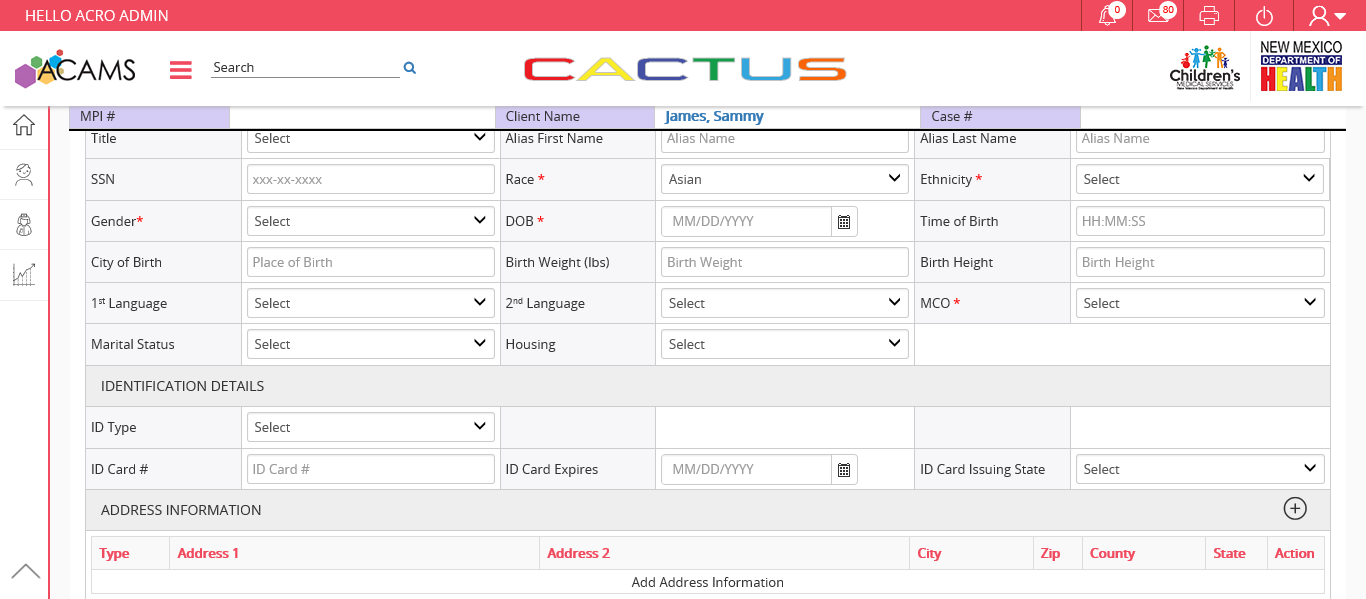 HELLO ACRO ADMIN 0 80
ACAMS Search CACTUS Children's MEDICAL SERVICES New Mexico Department of Health NEW MEXICO DEPARTMENT OF HEALTH
MPI # Client Name James, Sammy Case #
Title Select Alias First Name Alias Name Alias Last Name Alias Name
SSN xxx-xx-xxxx Race * Asian Ethnicity * Select
Gender* Select DOB * MM/DD/YYYY Time of Birth HH:MM:SS
City of Birth Place of Birth Birth Weight (lbs) Birth Weight Birth Height Birth Height
1st Language Select 2nd Language Select MCO * Select
Marital Status Select Housing Select
IDENTIFICATION DETAILS
ID Type Select
ID Card # ID Card # ID Card Expires MM/DD/YYYY ID Card Issuing State Select
ADDRESS INFORMATION
Type Address 1 Address 2 City Zip County State Action
Add Address Information